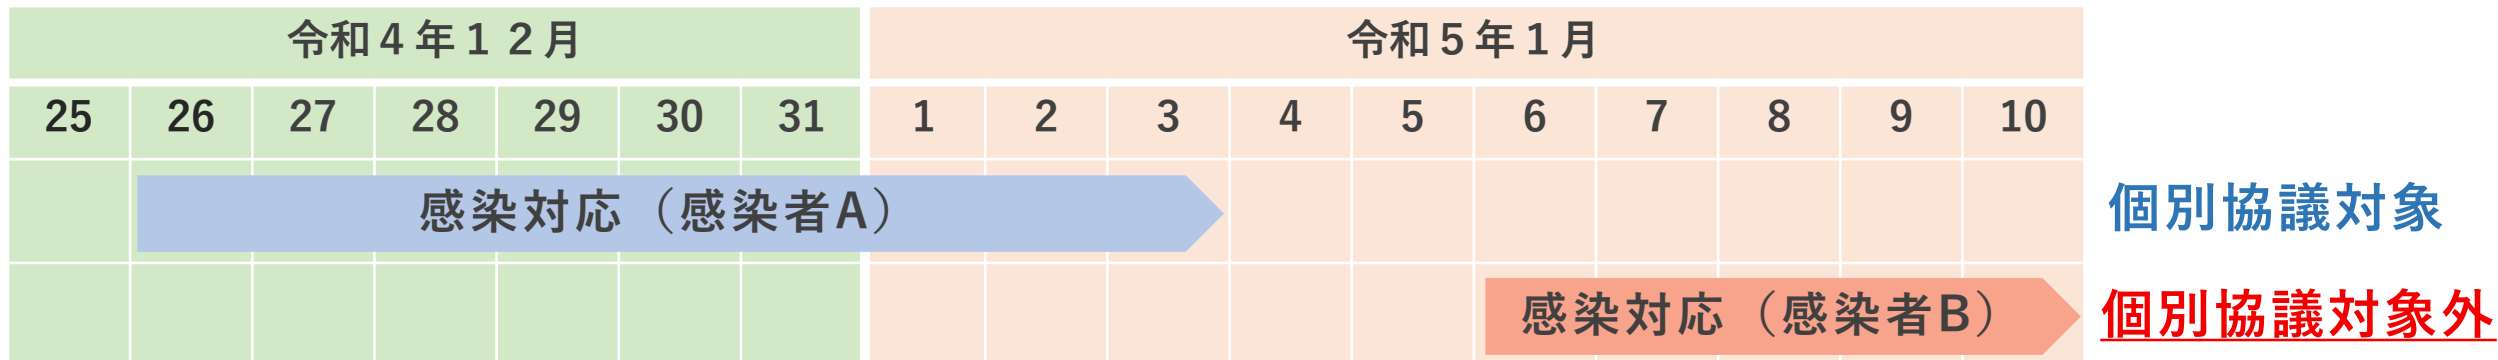 令和4年12月 令和5年1月
25 26 27 28 29 30 31 1 2 3 4 5 6 7 8 9 10
感染対応（感染者A） 個別協議対象
感染対応（感染者B） 個別協議対象外